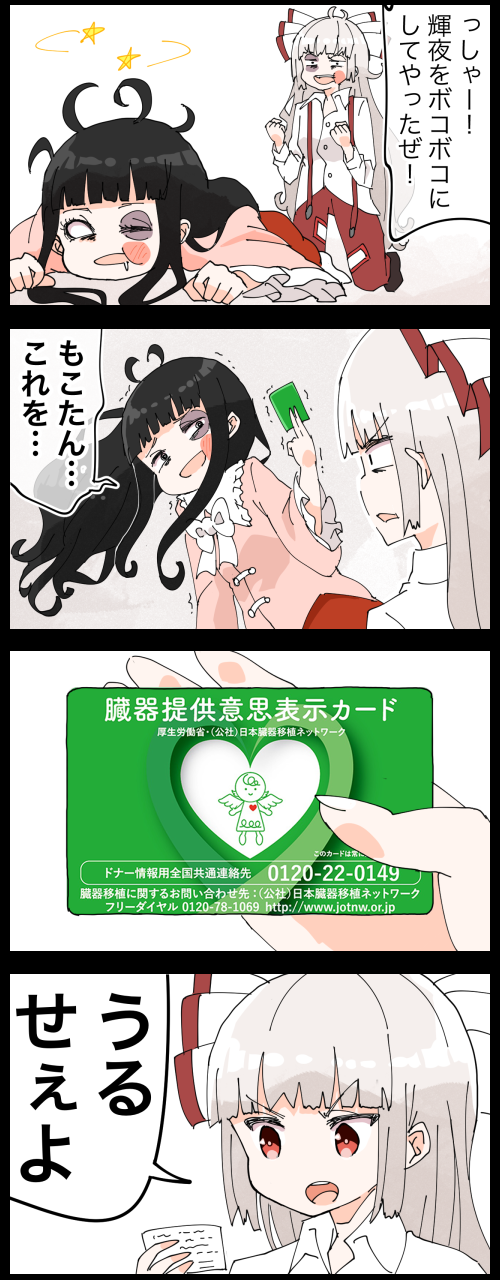 っしゃー！
輝夜をボコボコに
してやったぜ！
もこたん…
これを…
臓器提供意思表示カード
厚生労働省・(公社)日本臓器移植ネットワーク
このカードは常に
ドナー情報用全国共通連絡先 0120-22-0149
臓器移植に関するお問い合わせ先：(公社)日本臓器移植ネットワーク
フリーダイヤル 0120-78-1069 http://www.jotnw.or.jp
うる
せぇよ